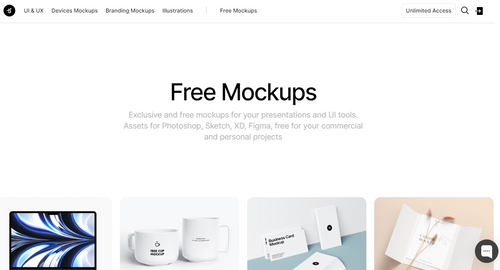 UI & UX Devices Mockups Branding Mockups Illustrations Free Mockups Unlimited Access
Free Mockups
Exclusive and free mockups for your presentations and UI tools.
Assets for Photoshop, Sketch, XD, Figma, free for your commercial
and personal projects
FREE CUP
MOCKUP
Business Card
Mockup